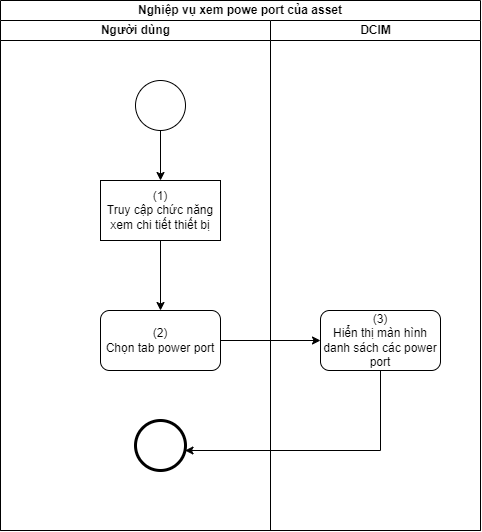 Nghiệp vụ xem powe port của asset
Người dùng
DCIM
(1)
Truy cập chức năng
xem chi tiết thiết bị
(2)
Chọn tab power port
(3)
Hiển thị màn hình
danh sách các power
port